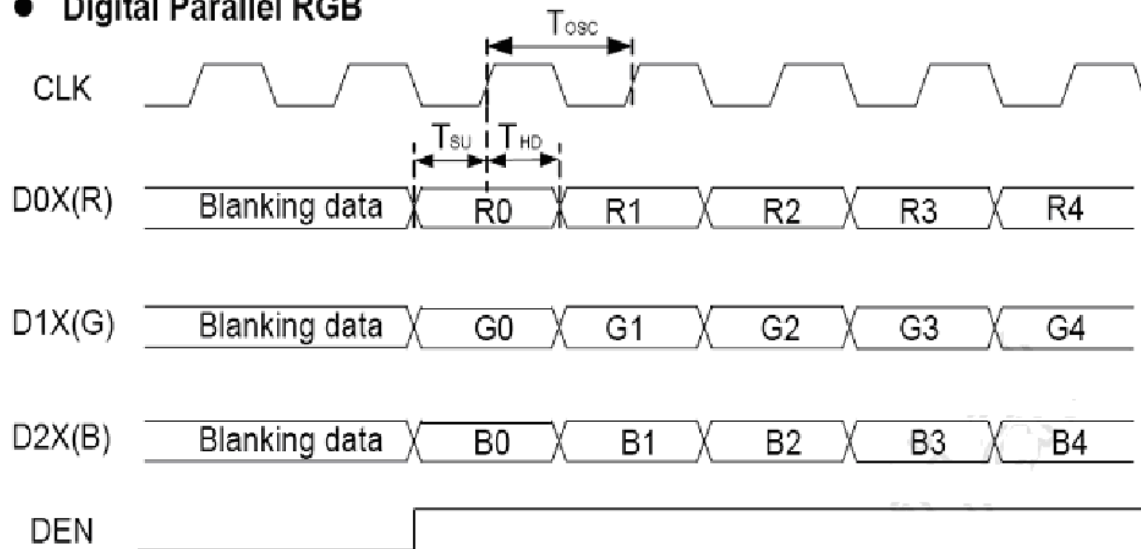 ● Digital Parallel RGB
Tosc
CLK
TSU THD
D0X(R) Blanking data R0 R1 R2 R3 R4
D1X(G) Blanking data G0 G1 G2 G3 G4
D2X(B) Blanking data B0 B1 B2 B3 B4
DEN